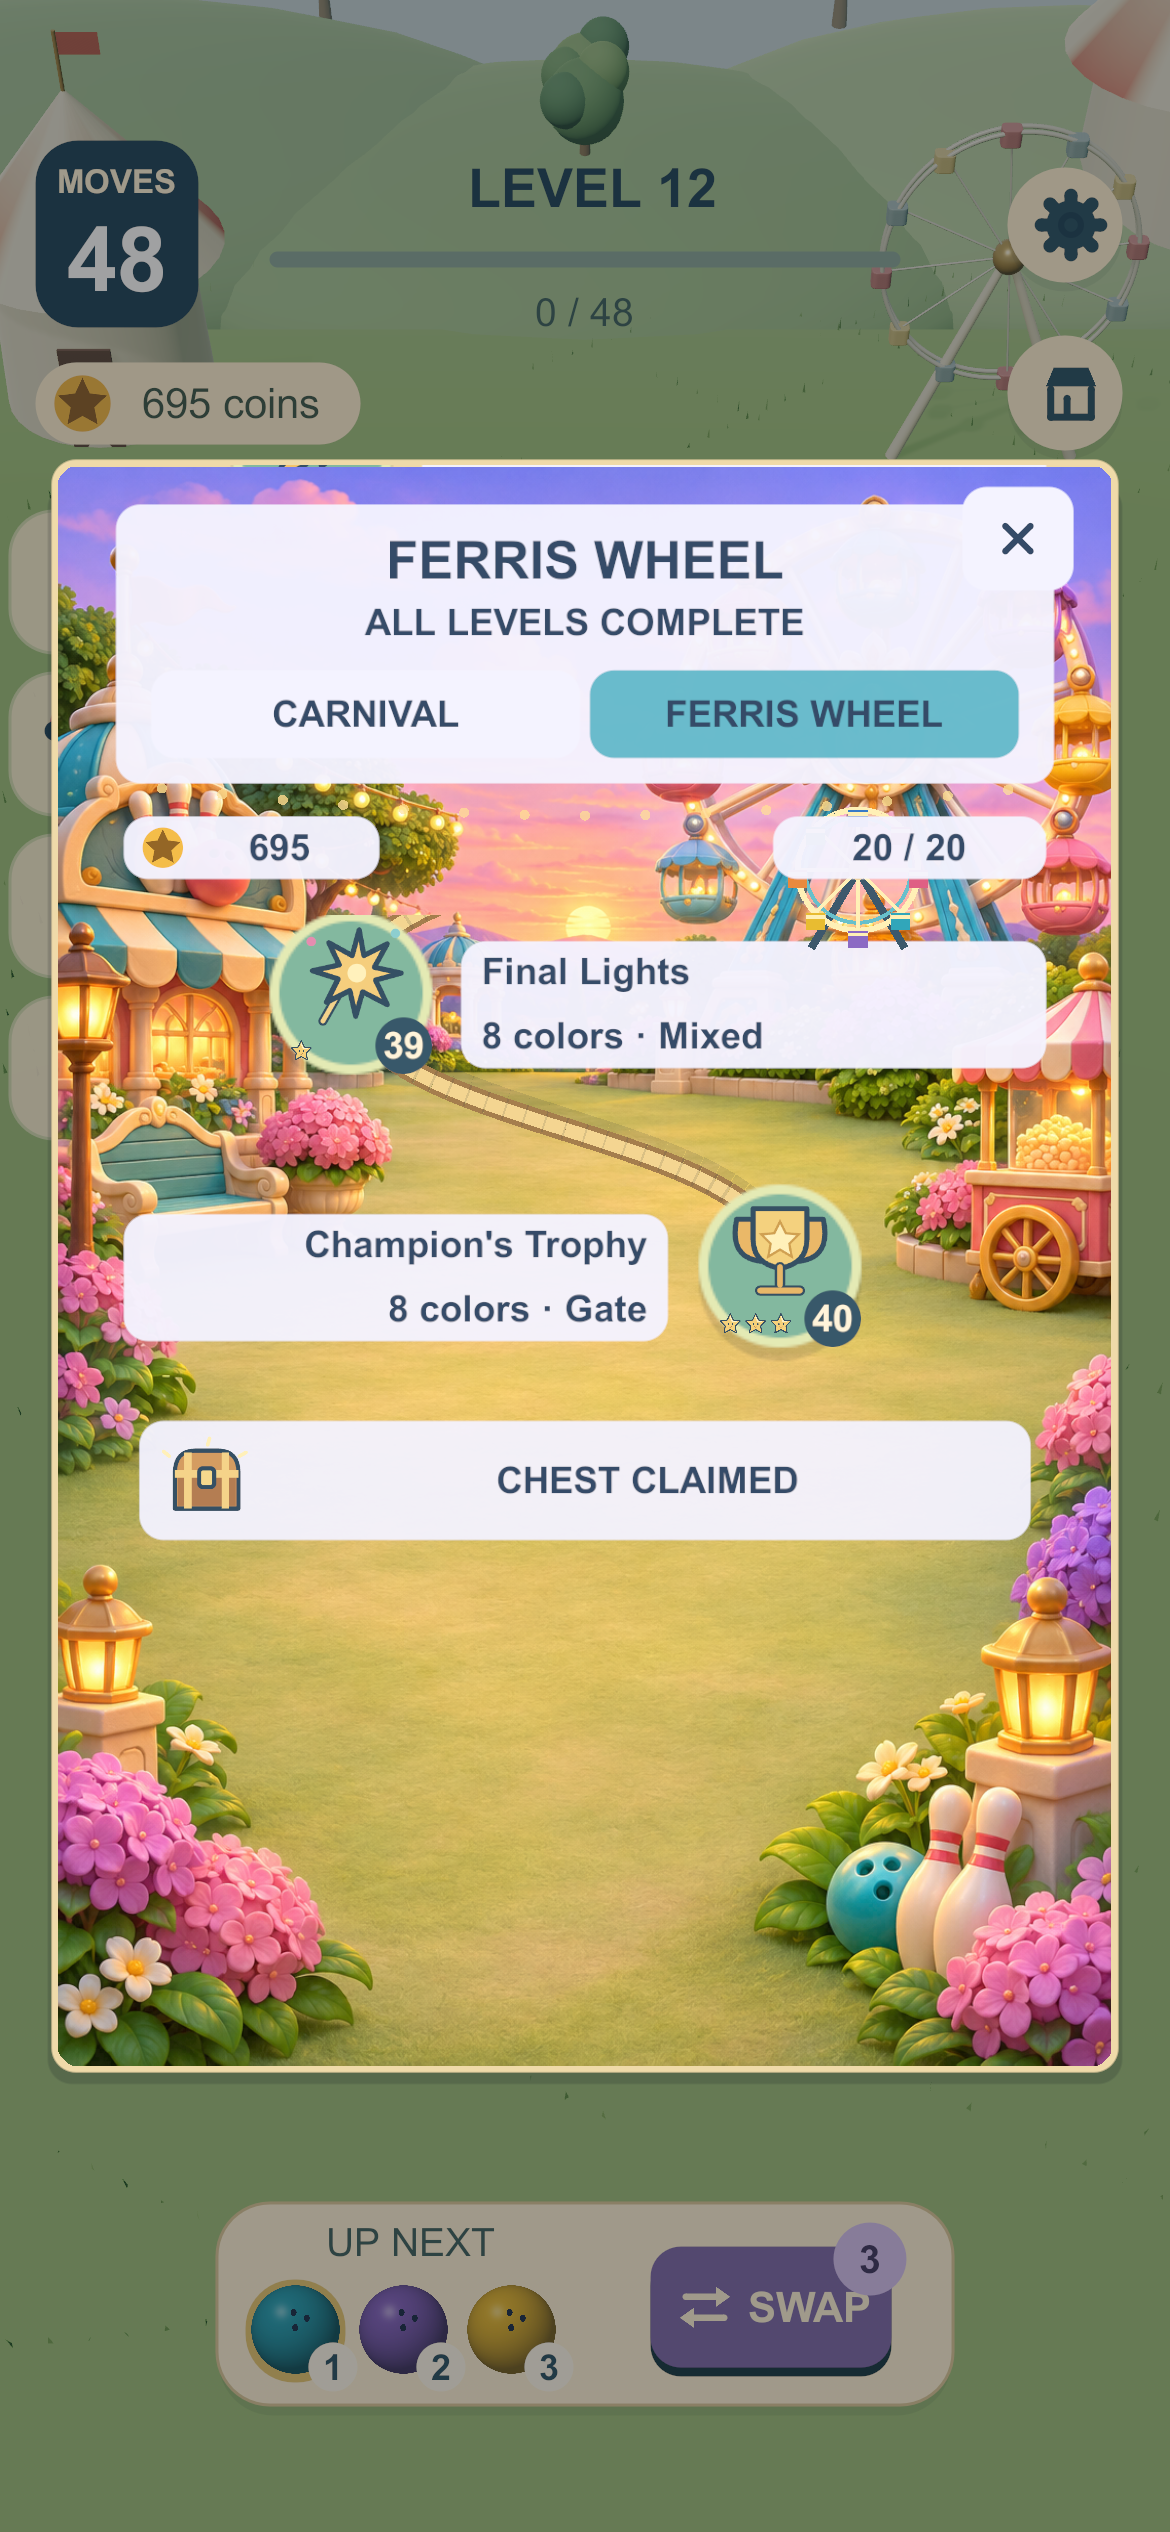 MOVES
48
LEVEL 12
0 / 48
695 coins
FERRIS WHEEL
ALL LEVELS COMPLETE
CARNIVAL
FERRIS WHEEL
695
20 / 20
Final Lights
8 colors · Mixed
39
Champion's Trophy
8 colors · Gate
40
CHEST CLAIMED
UP NEXT
1
2
3
SWAP
3